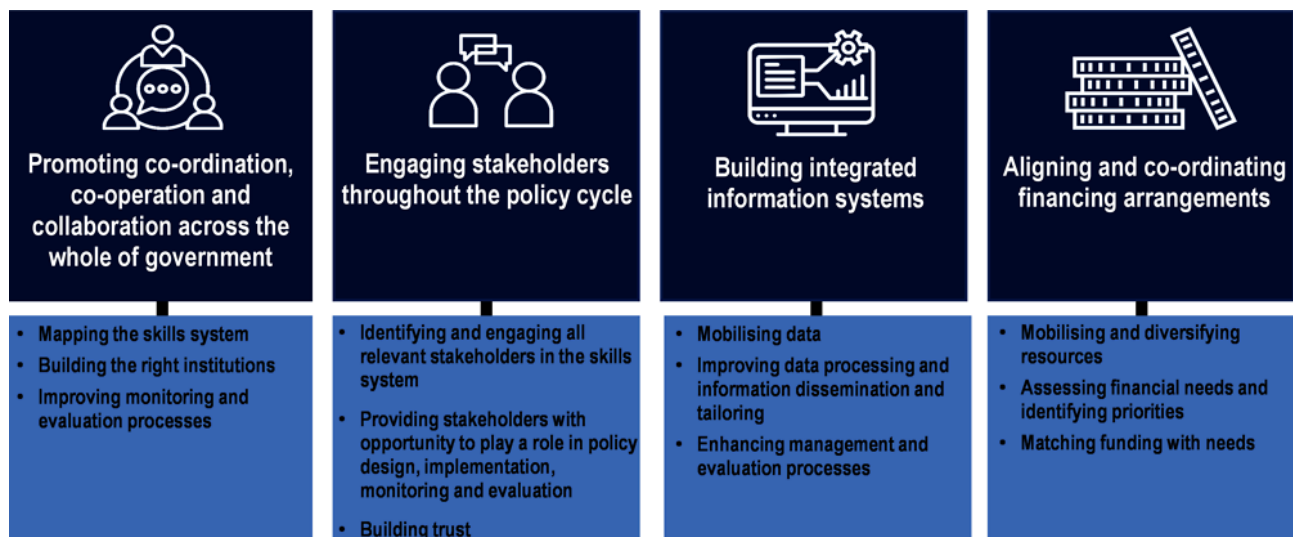 Promoting co-ordination,
co-operation and
collaboration across the
whole of government
• Mapping the skills system
• Building the right institutions
• Improving monitoring and
evaluation processes
Engaging stakeholders
throughout the policy cycle
• Identifying and engaging all
relevant stakeholders in the skills
system
• Providing stakeholders with
opportunity to play a role in policy
design, implementation,
monitoring and evaluation
• Building trust
Building integrated
information systems
• Mobilising data
• Improving data processing and
information dissemination and
tailoring
• Enhancing management and
evaluation processes
Aligning and co-ordinating
financing arrangements
• Mobilising and diversifying
resources
• Assessing financial needs and
identifying priorities
• Matching funding with needs